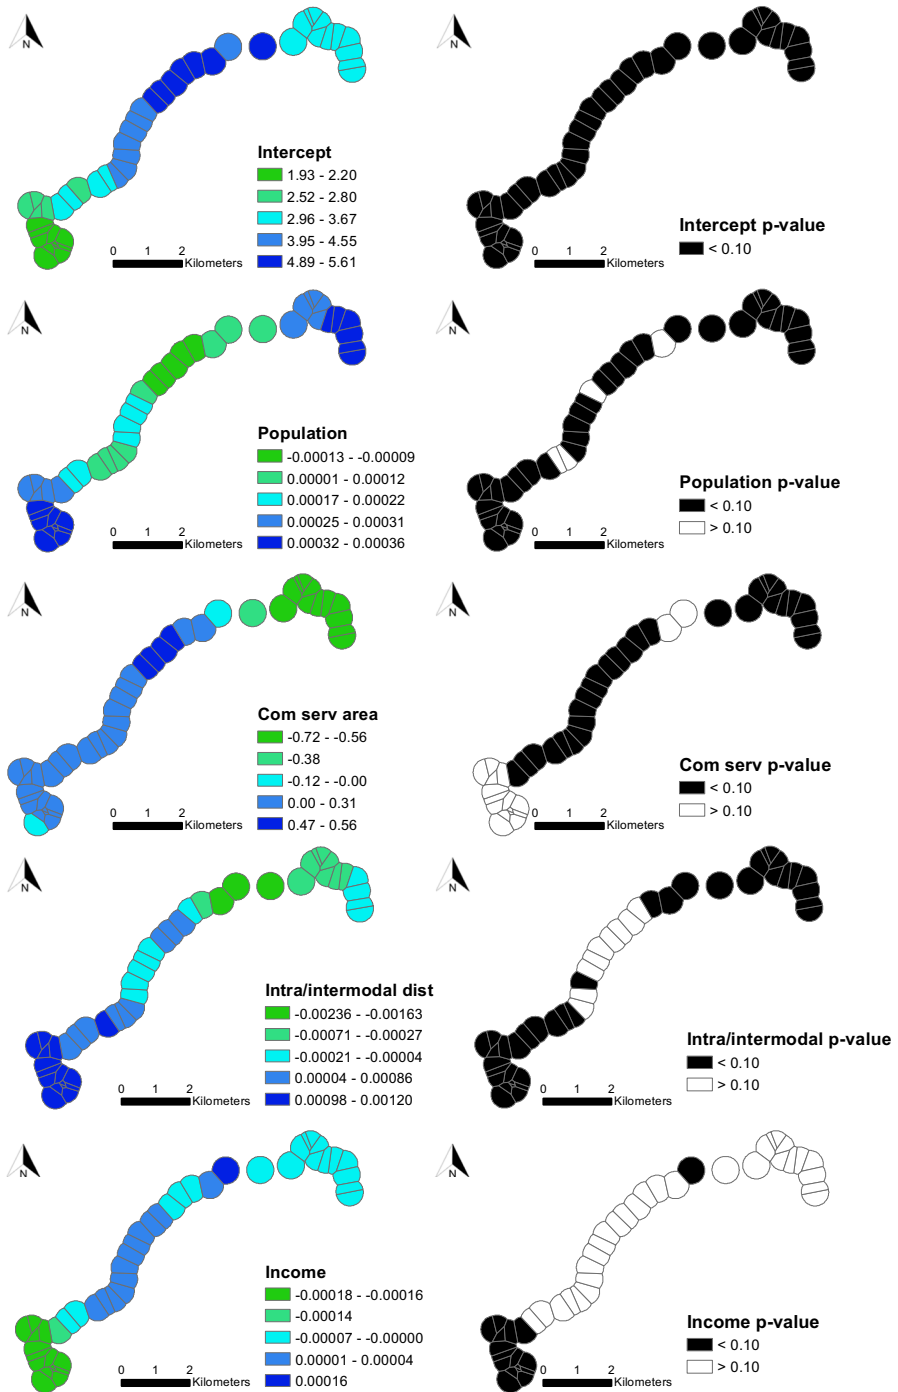 N
N
Intercept
1.93 - 2.20
2.52 - 2.80
2.96 - 3.67
3.95 - 4.55
4.89 - 5.61
0 1 2
Kilometers
Intercept p-value
< 0.10
0 1 2
Kilometers
N
N
Population
-0.00013 - -0.00009
0.00001 - 0.00012
0.00017 - 0.00022
0.00025 - 0.00031
0.00032 - 0.00036
0 1 2
Kilometers
Population p-value
< 0.10
> 0.10
0 1 2
Kilometers
N
N
Com serv area
-0.72 - -0.56
-0.38
-0.12 - -0.00
0.00 - 0.31
0.47 - 0.56
0 1 2
Kilometers
Com serv p-value
< 0.10
> 0.10
0 1 2
Kilometers
N
N
Intra/intermodal dist
-0.00236 - -0.00163
-0.00071 - -0.00027
-0.00021 - -0.00004
0.00004 - 0.00086
0.00098 - 0.00120
0 1 2
Kilometers
Intra/intermodal p-value
< 0.10
> 0.10
0 1 2
Kilometers
N
N
Income
-0.00018 - -0.00016
-0.00014
-0.00007 - -0.00000
0.00001 - 0.00004
0.00016
0 1 2
Kilometers
Income p-value
< 0.10
> 0.10
0 1 2
Kilometers